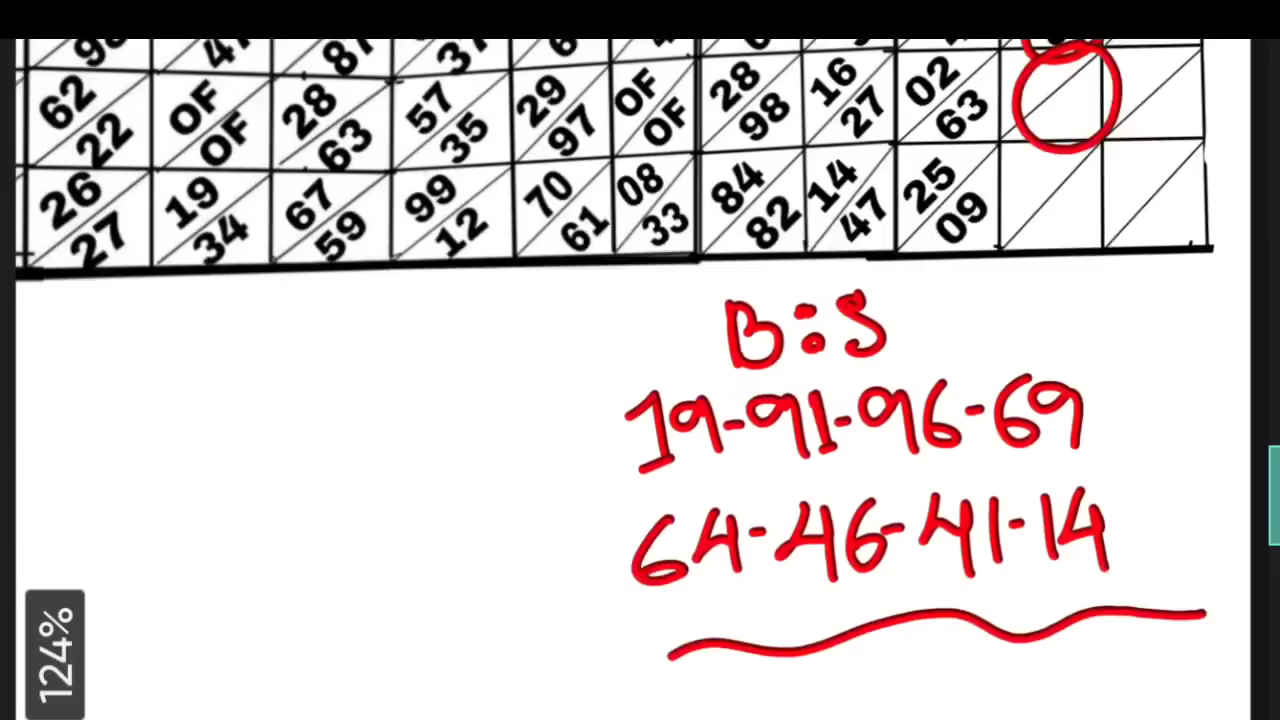 62 OF 28 57 29 OF 28 16 02
22 OF 63 35 97 OF 98 27 63
26 19 67 99 70 08 84 14 25
27 34 59 12 61 33 82 47 09
B:S
19-91-96-69
64-46-41-14
124%